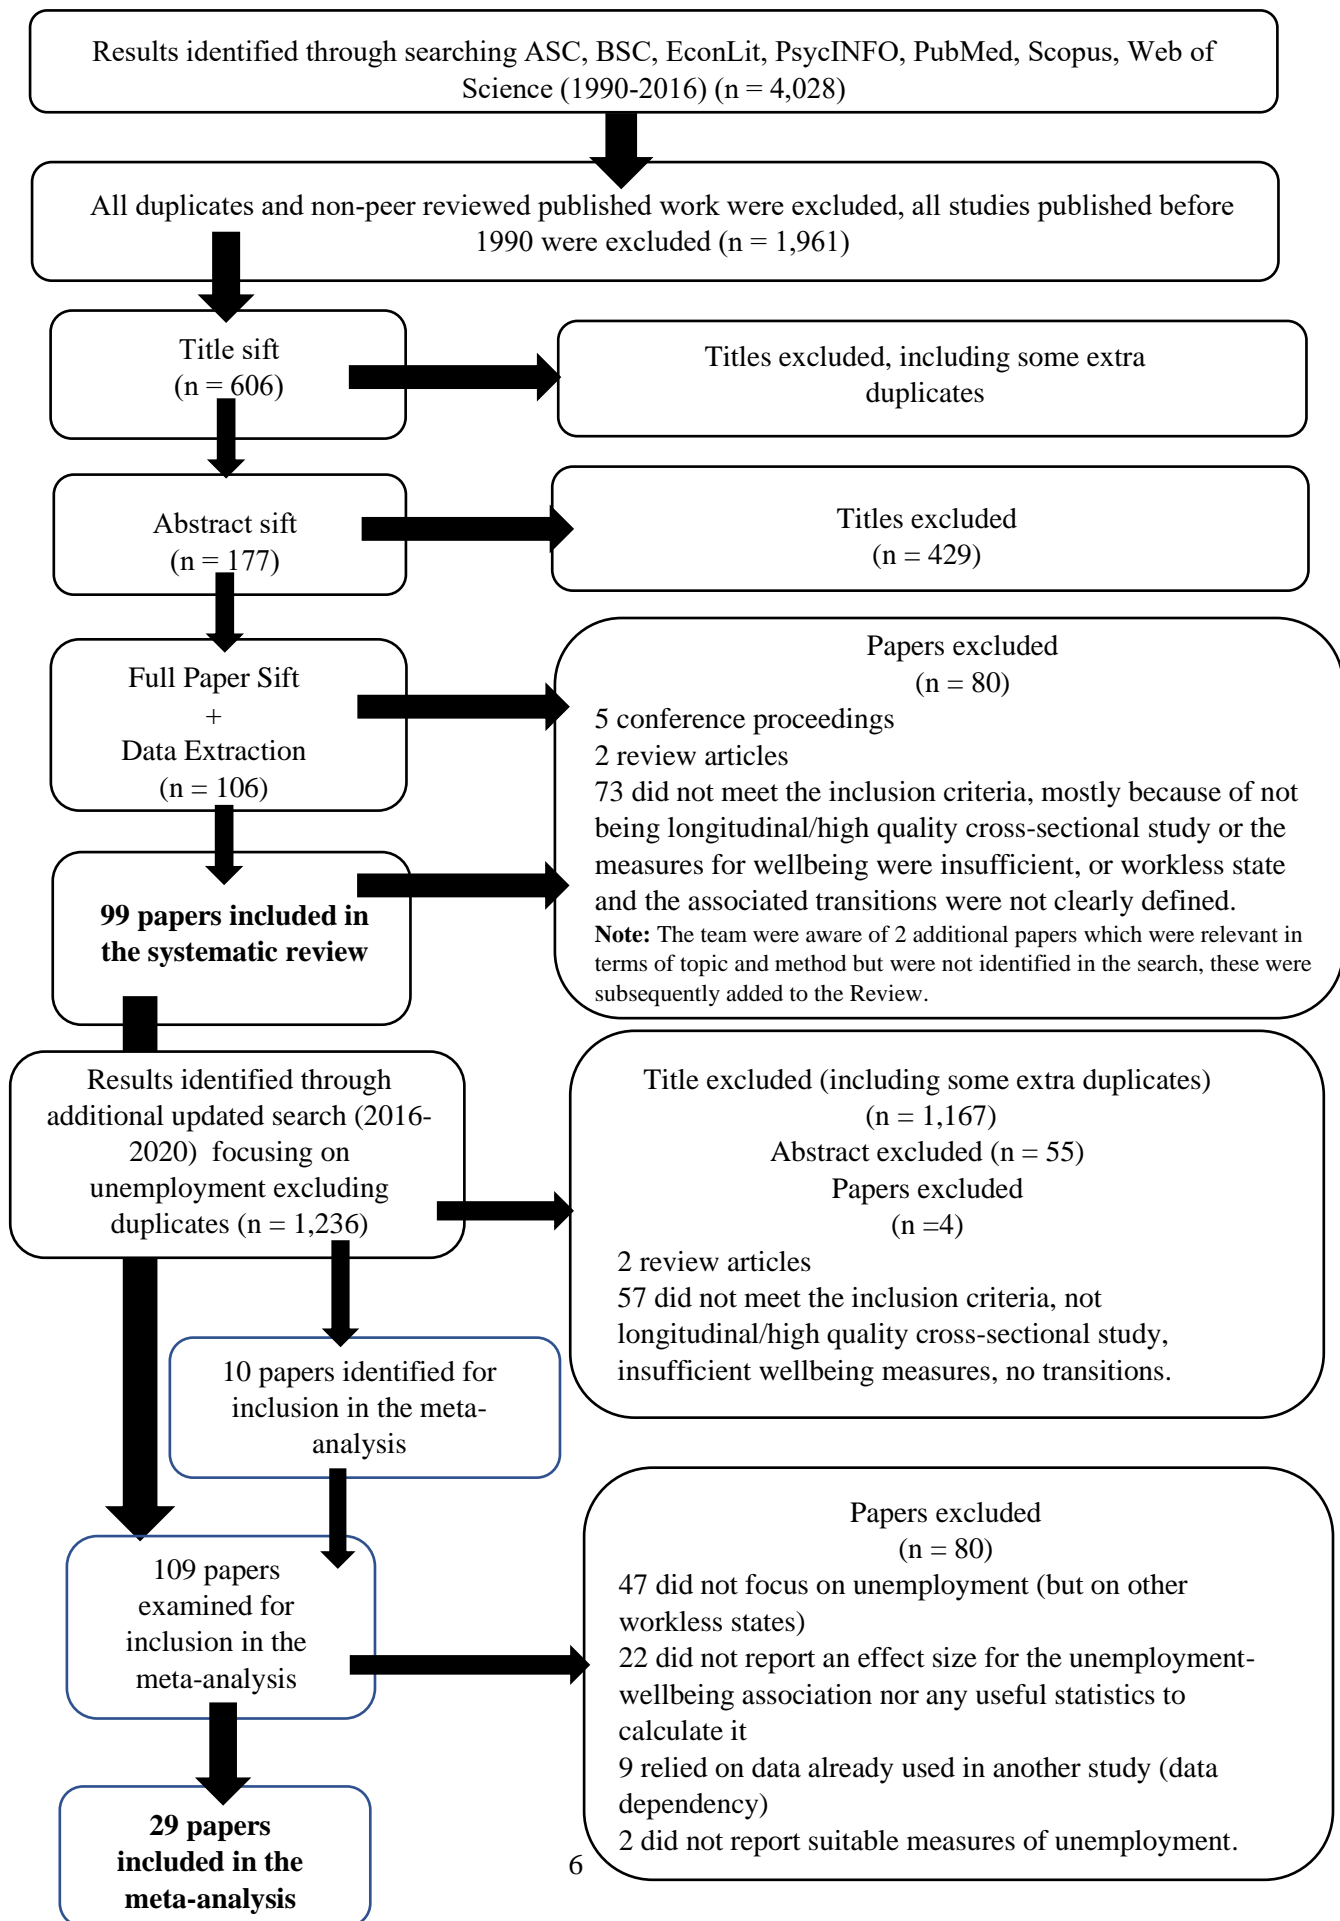 Results identified through searching ASC, BSC, EconLit, PsycINFO, PubMed, Scopus, Web of
Science (1990-2016) (n = 4,028)
All duplicates and non-peer reviewed published work were excluded, all studies published before
1990 were excluded (n = 1,961)
Title sift
(n = 606)
Titles excluded, including some extra
duplicates
Abstract sift
(n = 177)
Titles excluded
(n = 429)
Full Paper Sift
+
Data Extraction
(n = 106)
Papers excluded
(n = 80)
5 conference proceedings
2 review articles
73 did not meet the inclusion criteria, mostly because of not
being longitudinal/high quality cross-sectional study or the
measures for wellbeing were insufficient, or workless state
and the associated transitions were not clearly defined.
Note: The team were aware of 2 additional papers which were relevant in
terms of topic and method but were not identified in the search, these were
subsequently added to the Review.
99 papers included in
the systematic review
Results identified through
additional updated search (2016-
2020) focusing on
unemployment excluding
duplicates (n = 1,236)
Title excluded (including some extra duplicates)
(n = 1,167)
Abstract excluded (n = 55)
Papers excluded
(n =4)
2 review articles
57 did not meet the inclusion criteria, not
longitudinal/high quality cross-sectional study,
insufficient wellbeing measures, no transitions.
10 papers identified for
inclusion in the meta-
analysis
109 papers
examined for
inclusion in the
meta-analysis
Papers excluded
(n = 80)
47 did not focus on unemployment (but on other
workless states)
22 did not report an effect size for the unemployment-
wellbeing association nor any useful statistics to
calculate it
9 relied on data already used in another study (data
dependency)
2 did not report suitable measures of unemployment.
29 papers
included in the
meta-analysis
6